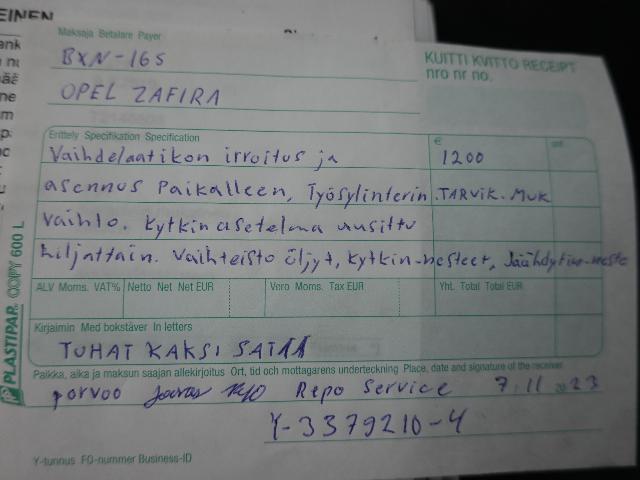 EINEN
Maksaja Betalare Payer
BXN-165
KUITTI KVITTO RECEIPT
nro nr no.
OPEL ZAFIRA
Erittely Specifikation Specification
€
Vaihdelaatikon irroitus ja 1200
asennus Paikalleen, Työsylinterin. TARVIK. MUK
vaihto. Kytkinasetelma uusittu
hiljattain. Vaihteisto öljyt, kytkin-nesteet, Jäähdytin-neste
ALV Moms. VAT% Netto Net Net EUR Vero Moms. Tax EUR Yht. Total Total EUR
Kirjaimin Med bokstäver In letters
TUHAT KAKSI SATAA
Paikka, aika ja maksun saajan allekirjoitus Ort, tid och mottagarens underteckning Place, date and signature of the receiver
porvoo Repo Service 7.11 2023
Y-3379210-4
Y-tunnus FO-nummer Business-ID
PLASTIPAP COPY 600 L